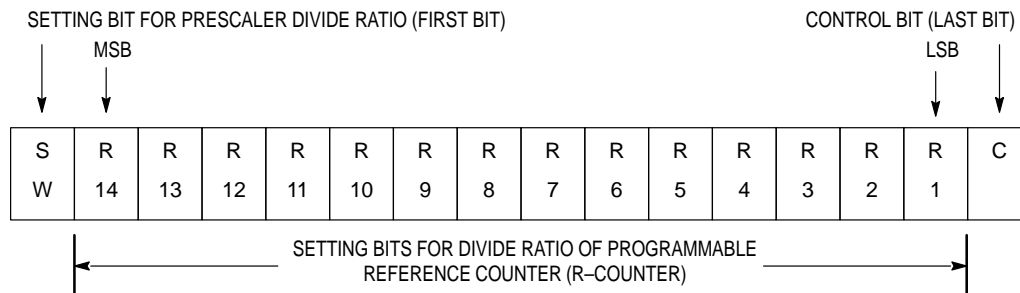 SETTING BIT FOR PRESCALER DIVIDE RATIO (FIRST BIT) CONTROL BIT (LAST BIT)
MSB LSB
S R R R R R R R R R R R R R R C
W 14 13 12 11 10 9 8 7 6 5 4 3 2 1
SETTING BITS FOR DIVIDE RATIO OF PROGRAMMABLE
REFERENCE COUNTER (R–COUNTER)